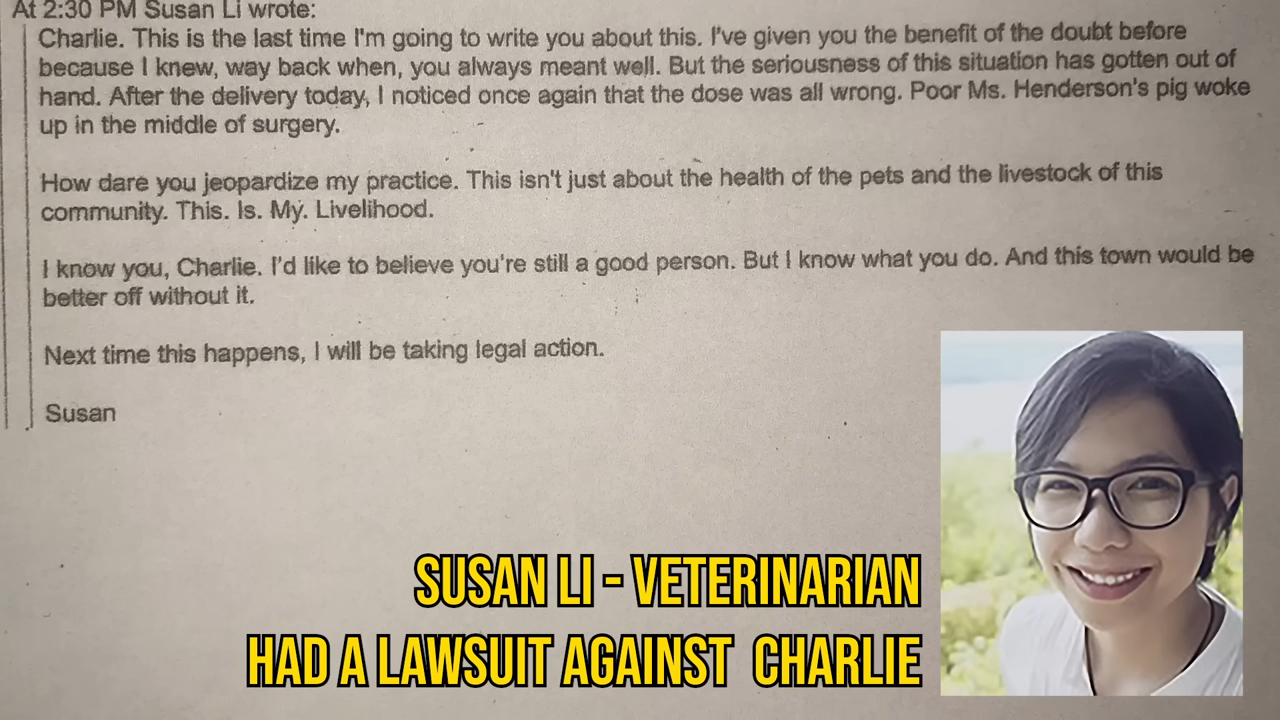 At 2:30 PM Susan Li wrote:
Charlie. This is the last time I'm going to write you about this. I've given you the benefit of the doubt before
because I knew, way back when, you always meant well. But the seriousness of this situation has gotten out of
hand. After the delivery today, I noticed once again that the dose was all wrong. Poor Ms. Henderson's pig woke
up in the middle of surgery.
How dare you jeopardize my practice. This isn't just about the health of the pets and the livestock of this
community. This. Is. My. Livelihood.
I know you, Charlie. I'd like to believe you're still a good person. But I know what you do. And this town would be
better off without it.
Next time this happens, I will be taking legal action.
Susan
SUSAN LI - VETERINARIAN
HAD A LAWSUIT AGAINST CHARLIE